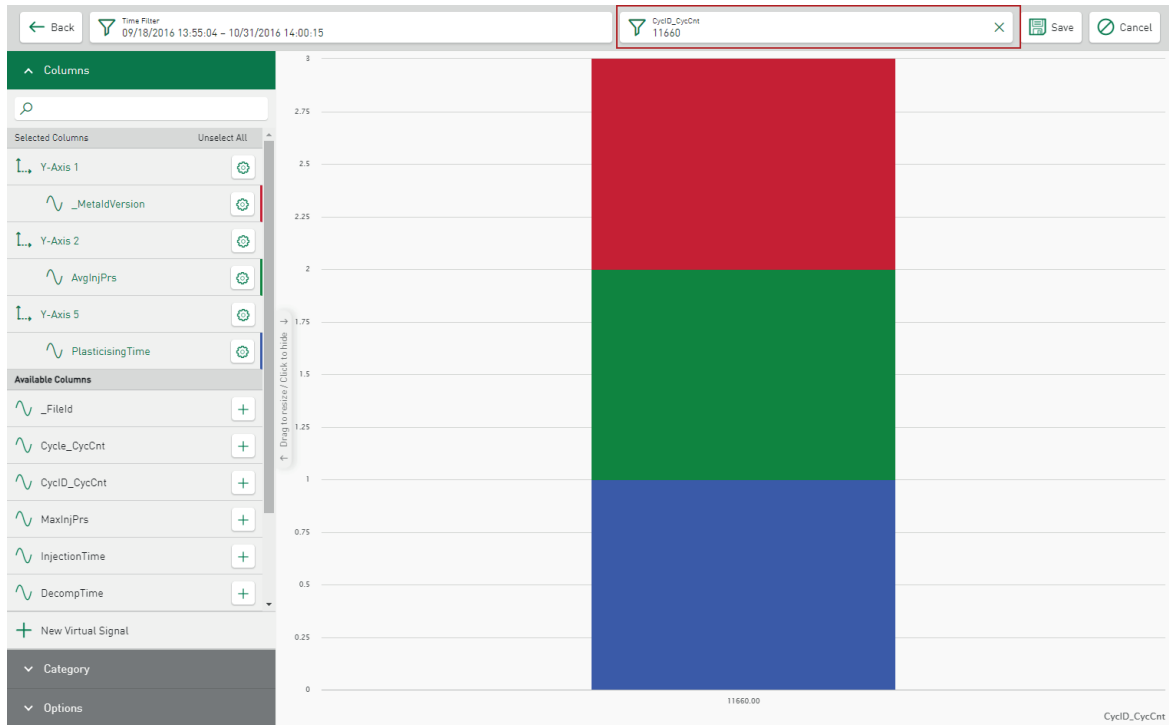 Back
Time Filter
09/18/2016 13:55:04 - 10/31/2016 14:00:15
CycID_CycCnt
11660
Save
Cancel
Columns
Selected Columns Unselect All
Y-Axis 1
_MetaIdVersion
Y-Axis 2
AvgInjPrs
Y-Axis 5
PlasticisingTime
Available Columns
_FileId
Cycle_CycCnt
CycID_CycCnt
MaxInjPrs
InjectionTime
DecompTime
New Virtual Signal
Category
Options
← Drag to resize / Click to hide →
3
2.75
2.5
2.25
2
1.75
1.5
1.25
1
0.75
0.5
0.25
0
11660.00
CycID_CycCnt